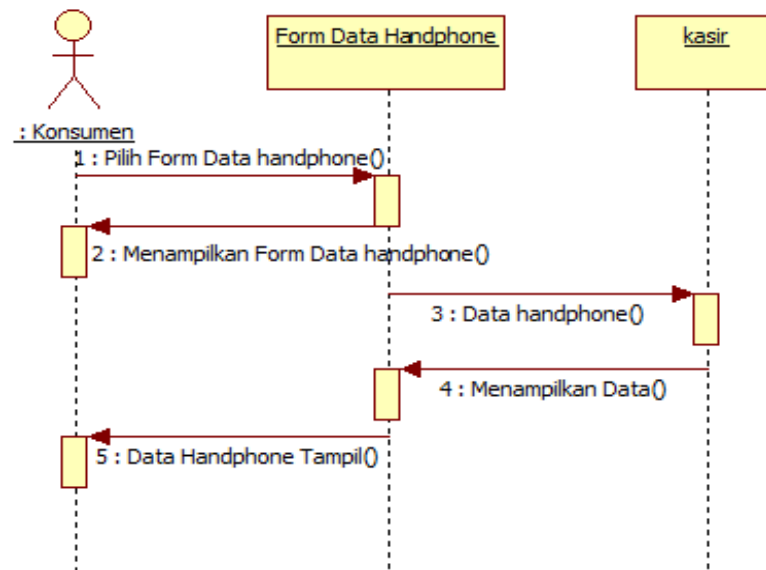 Form Data Handphone
kasir
: Konsumen
1 : Pilih Form Data handphone()
2 : Menampilkan Form Data handphone()
3 : Data handphone()
4 : Menampilkan Data()
5 : Data Handphone Tampil()